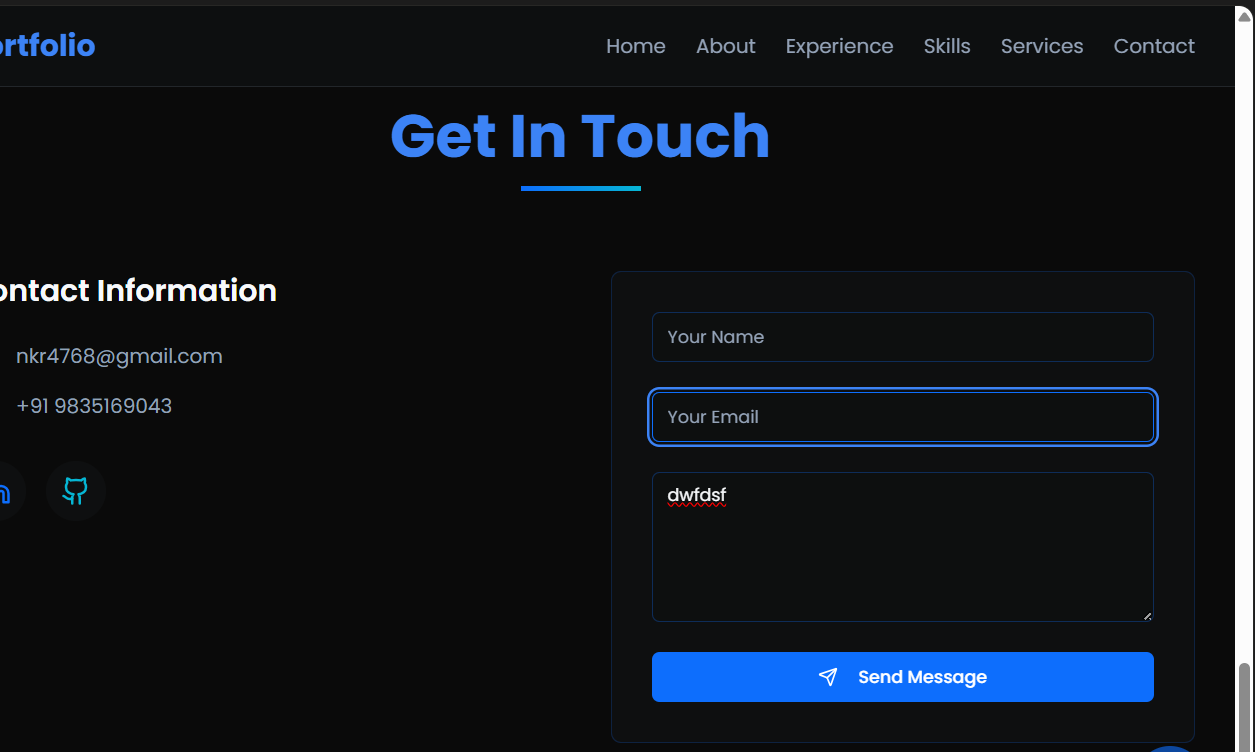 ortfolio
Home About Experience Skills Services Contact
Get In Touch
ontact Information
nkr4768@gmail.com
+91 9835169043
Your Name
Your Email
dwfdsf
Send Message